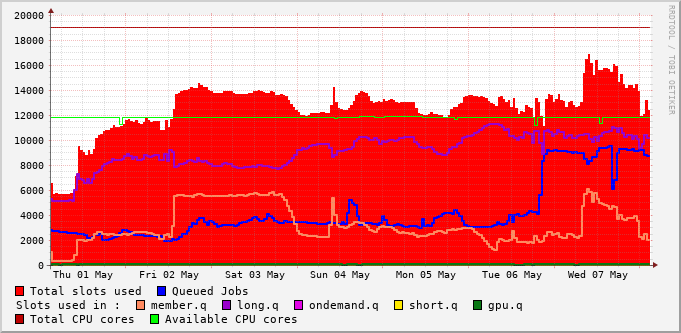 20000
18000
16000
14000
12000
10000
8000
6000
4000
2000
0
Thu 01 May Fri 02 May Sat 03 May Sun 04 May Mon 05 May Tue 06 May Wed 07 May
Total slots used Queued Jobs
Slots used in : member.q long.q ondemand.q short.q gpu.q
Total CPU cores Available CPU cores
RRDTOOL / TOBI OETIKER